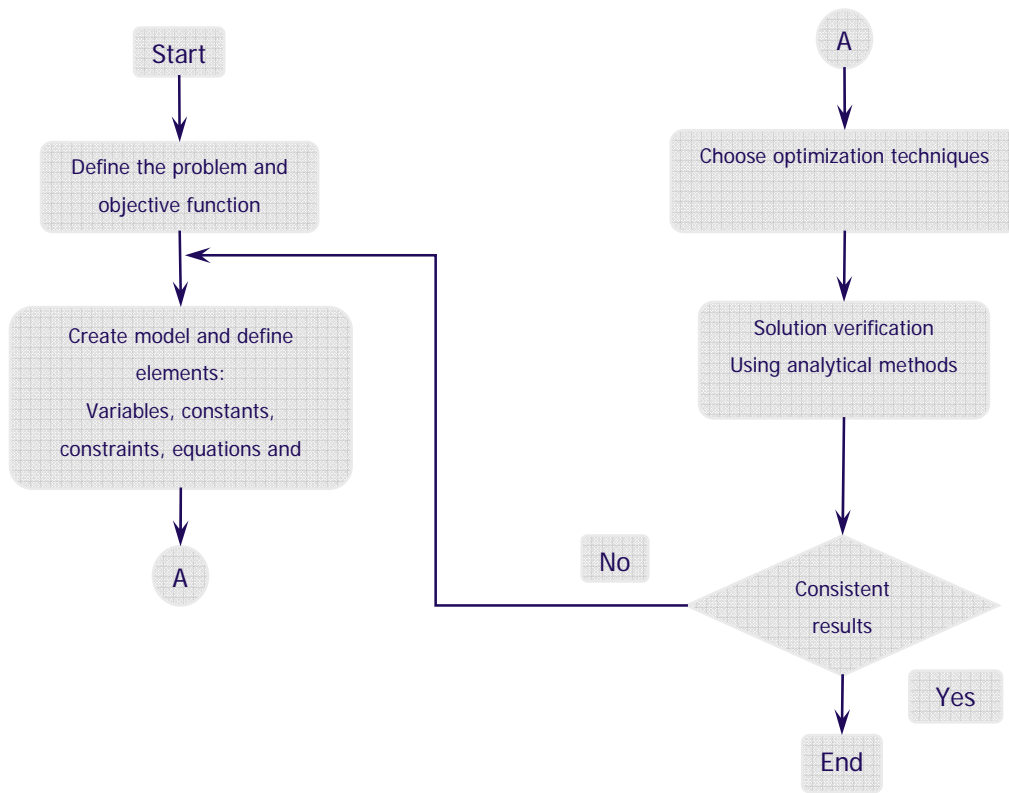 Start
Define the problem and
objective function
Create model and define
elements:
Variables, constants,
constraints, equations and
A
A
Choose optimization techniques
Solution verification
Using analytical methods
Consistent
results
No
Yes
End